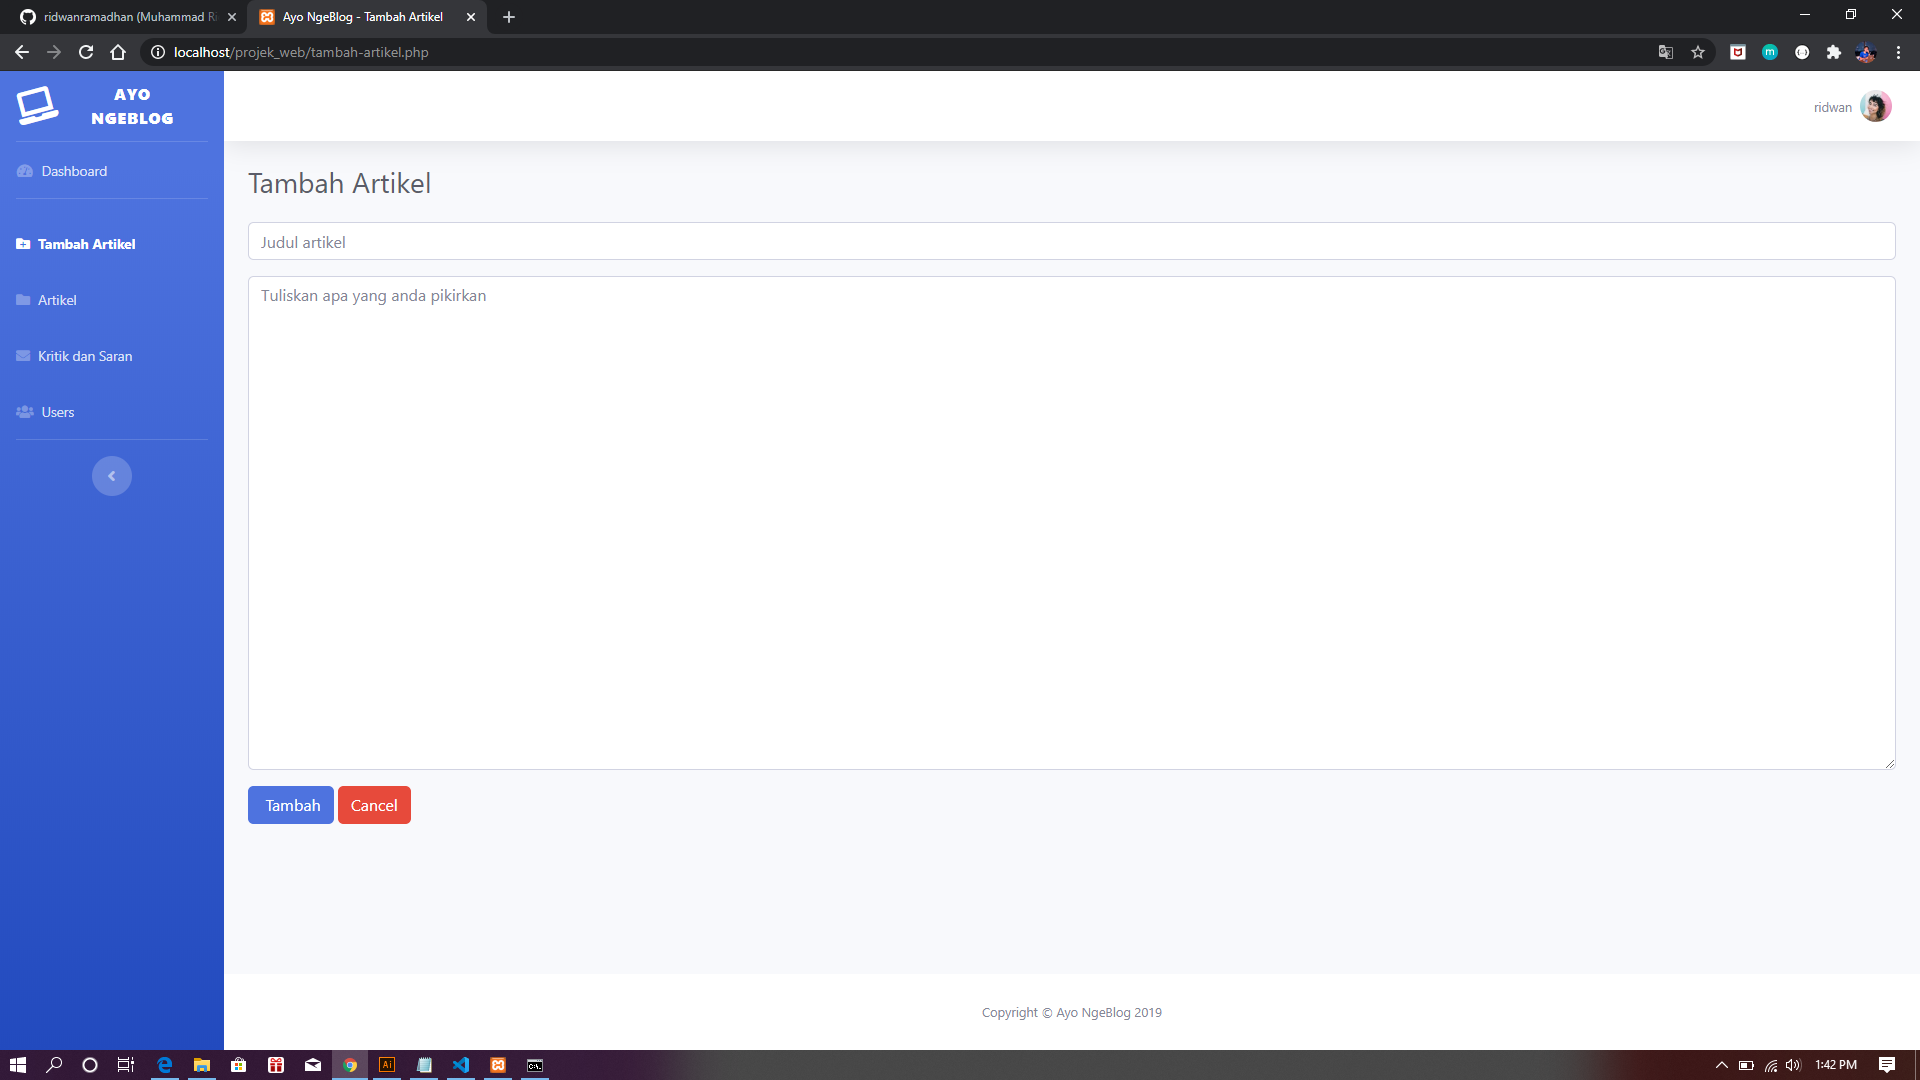 ridwanramadhan (Muhammad Ri
Ayo NgeBlog - Tambah Artikel
localhost/projek_web/tambah-artikel.php
AYO
NGEBLOG
ridwan
Dashboard
Tambah Artikel
Artikel
Kritik dan Saran
Users
Tambah Artikel
Judul artikel
Tuliskan apa yang anda pikirkan
Tambah
Cancel
Copyright © Ayo NgeBlog 2019
Ai
C:\.
1:42 PM